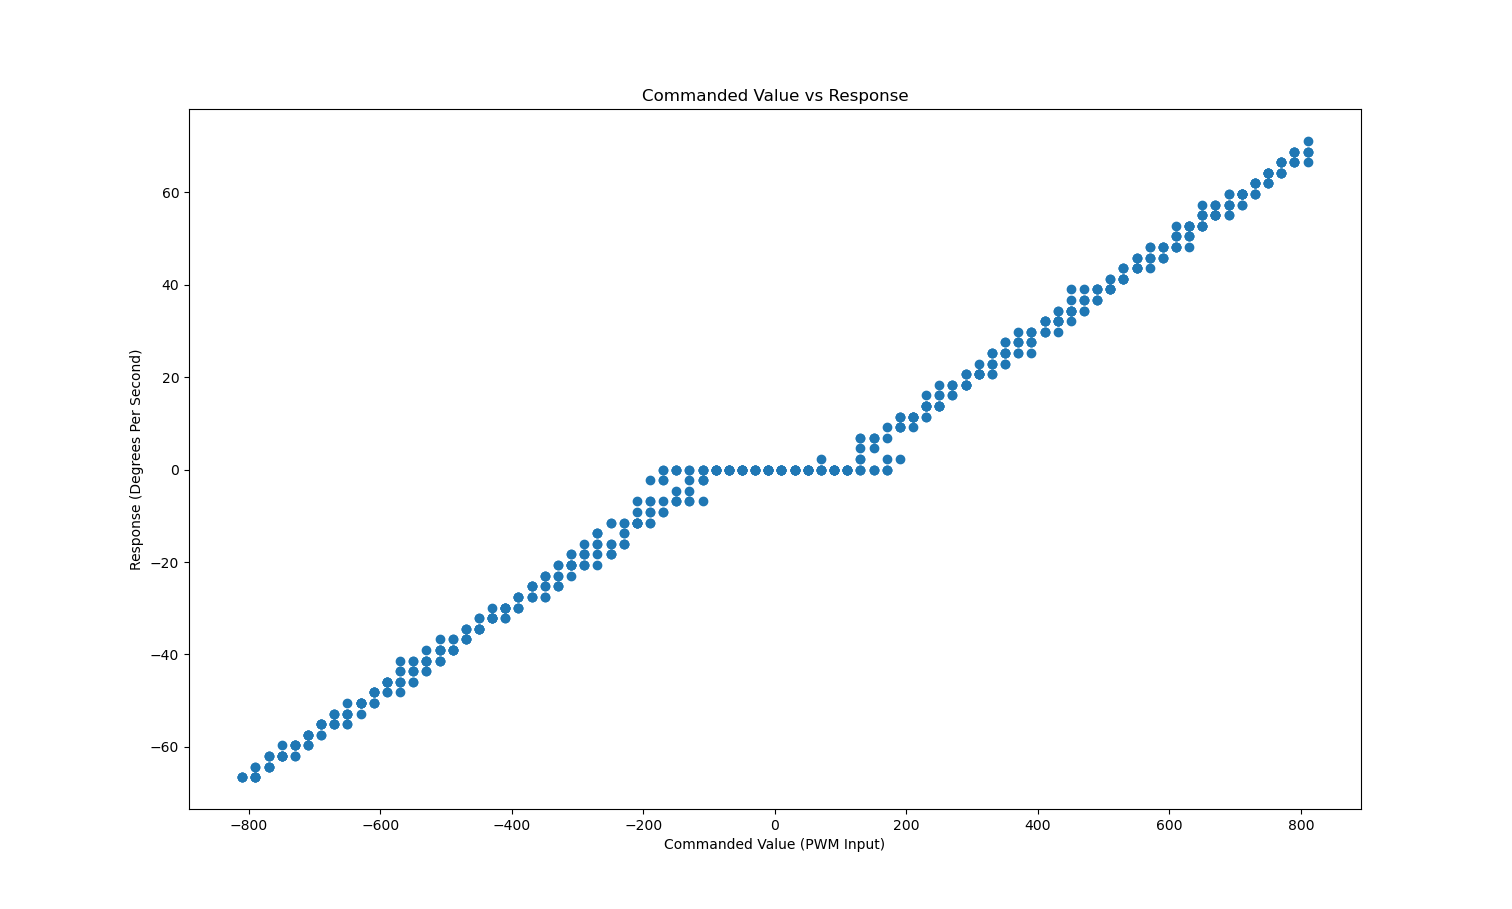 Commanded Value vs Response
60
40
20
0
−20
−40
−60
Response (Degrees Per Second)
−800 −600 −400 −200 0 200 400 600 800
Commanded Value (PWM Input)